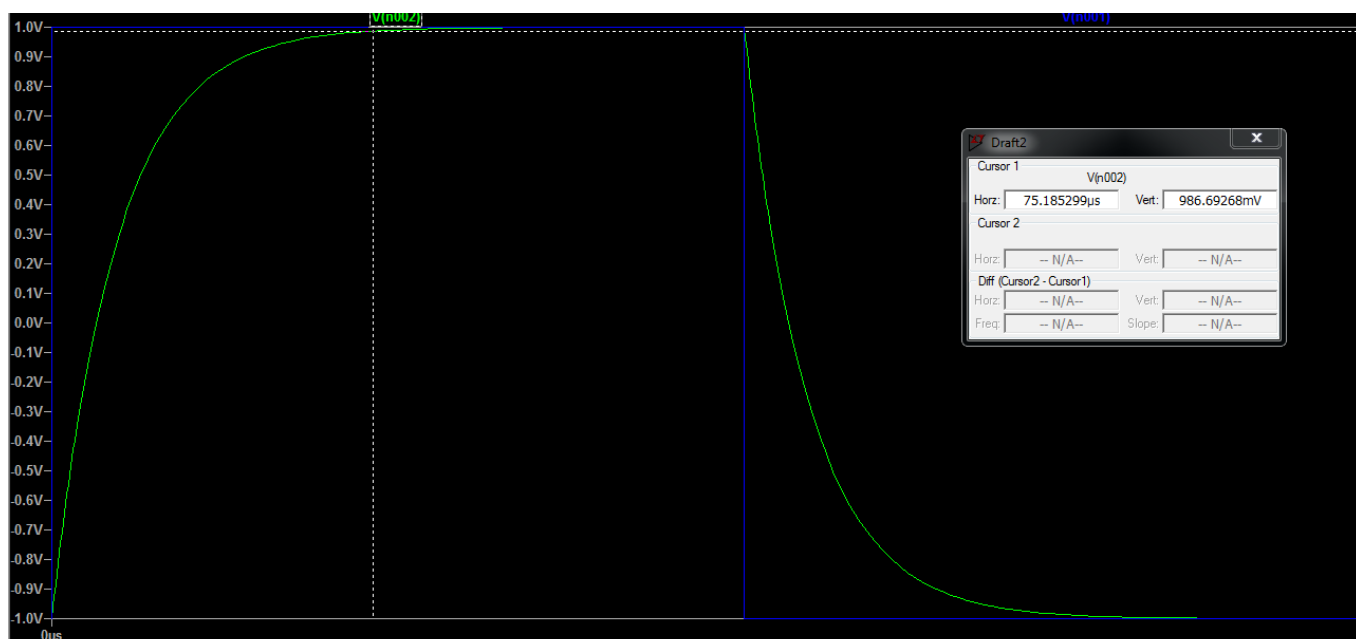 V(n002) V(n001)
1.0V
0.9V
0.8V
0.7V
0.6V
0.5V
0.4V
0.3V
0.2V
0.1V
0.0V
-0.1V
-0.2V
-0.3V
-0.4V
-0.5V
-0.6V
-0.7V
-0.8V
-0.9V
-1.0V
0µs
Draft2 X
Cursor 1
V(n002)
Horz: 75.185299µs Vert: 986.69268mV
Cursor 2
Horz: -- N/A-- Vert: -- N/A--
Diff (Cursor2 - Cursor1)
Horz: -- N/A-- Vert: -- N/A--
Freq: -- N/A-- Slope: -- N/A--